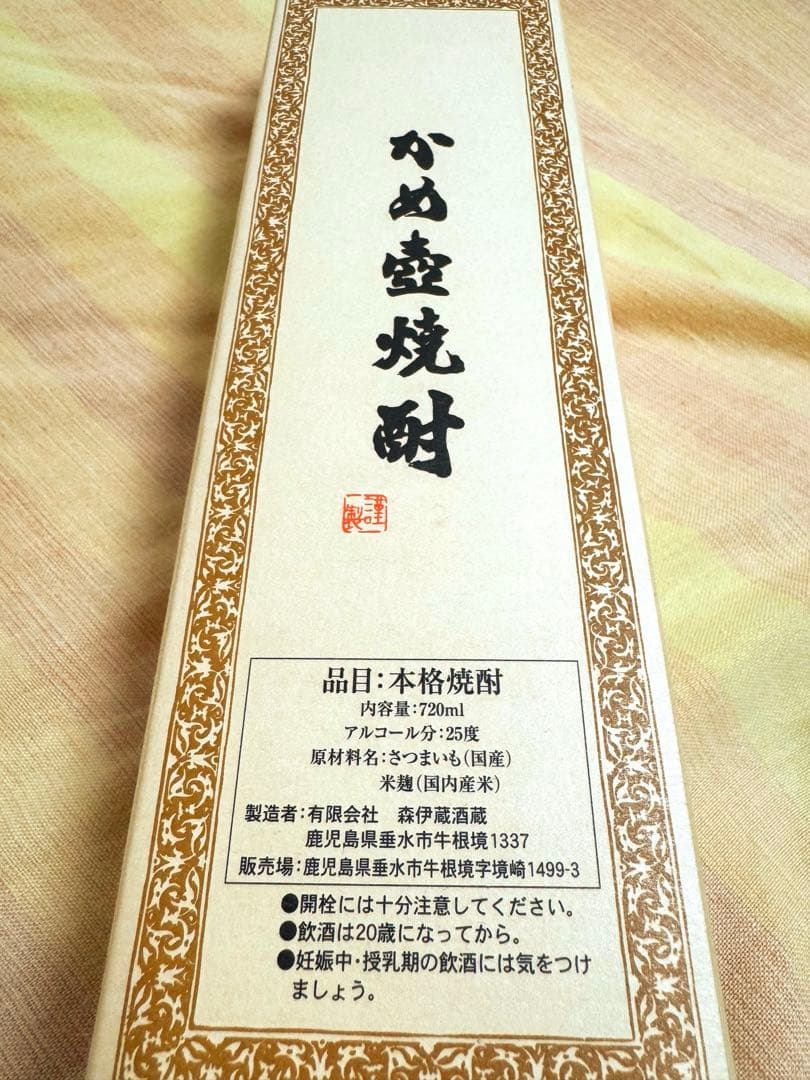 かめ壺焼酎
謹製
品目:本格焼酎
内容量:720ml
アルコール分:25度
原材料名:さつまいも(国産)
米麹(国内産米)
製造者:有限会社 森伊蔵酒蔵
鹿児島県垂水市牛根境1337
販売場:鹿児島県垂水市牛根境字境崎1499-3
●開栓には十分注意してください。
●飲酒は20歳になってから。
●妊娠中・授乳期の飲酒には気をつけ
ましょう。